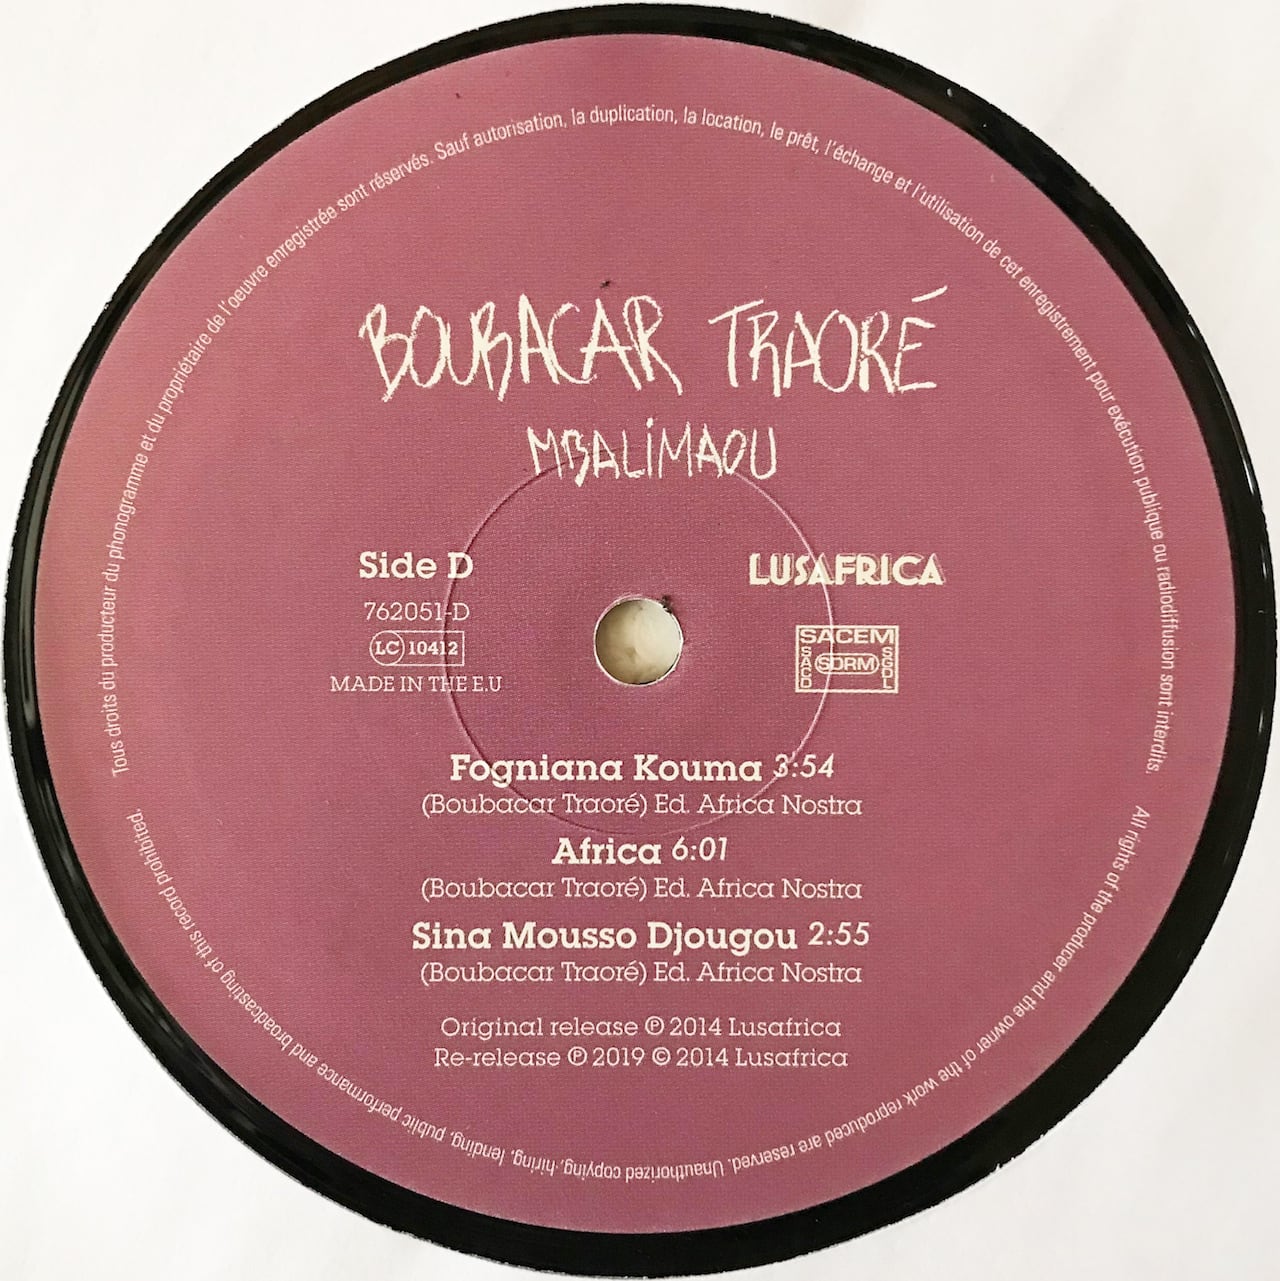 Tous droits du producteur du phonogramme et du propriétaire de l'oeuvre enregistrée sont réservés. Sauf autorisation, la duplication, la location, le prêt, l'échange et l'utilisation de cet enregistrement pour exécution publique ou radiodiffusion sont interdits.
BOUBACAR TRAORÉ
MBALiMAOU
Side D
762051-D
LC 10412
MADE IN THE E.U
LUSAFRICA
SACEM
SACD
SDRM
SGDL
Fogniana Kouma 3:54
(Boubacar Traoré) Ed. Africa Nostra
Africa 6:01
(Boubacar Traoré) Ed. Africa Nostra
Sina Mousso Djougou 2:55
(Boubacar Traoré) Ed. Africa Nostra
Original release ℗ 2014 Lusafrica
Re-release ℗ 2019 © 2014 Lusafrica
All rights of the producer and the owner of the work reproduced are reserved. Unauthorized copying, hiring, lending, public performance and broadcasting of this record prohibited.